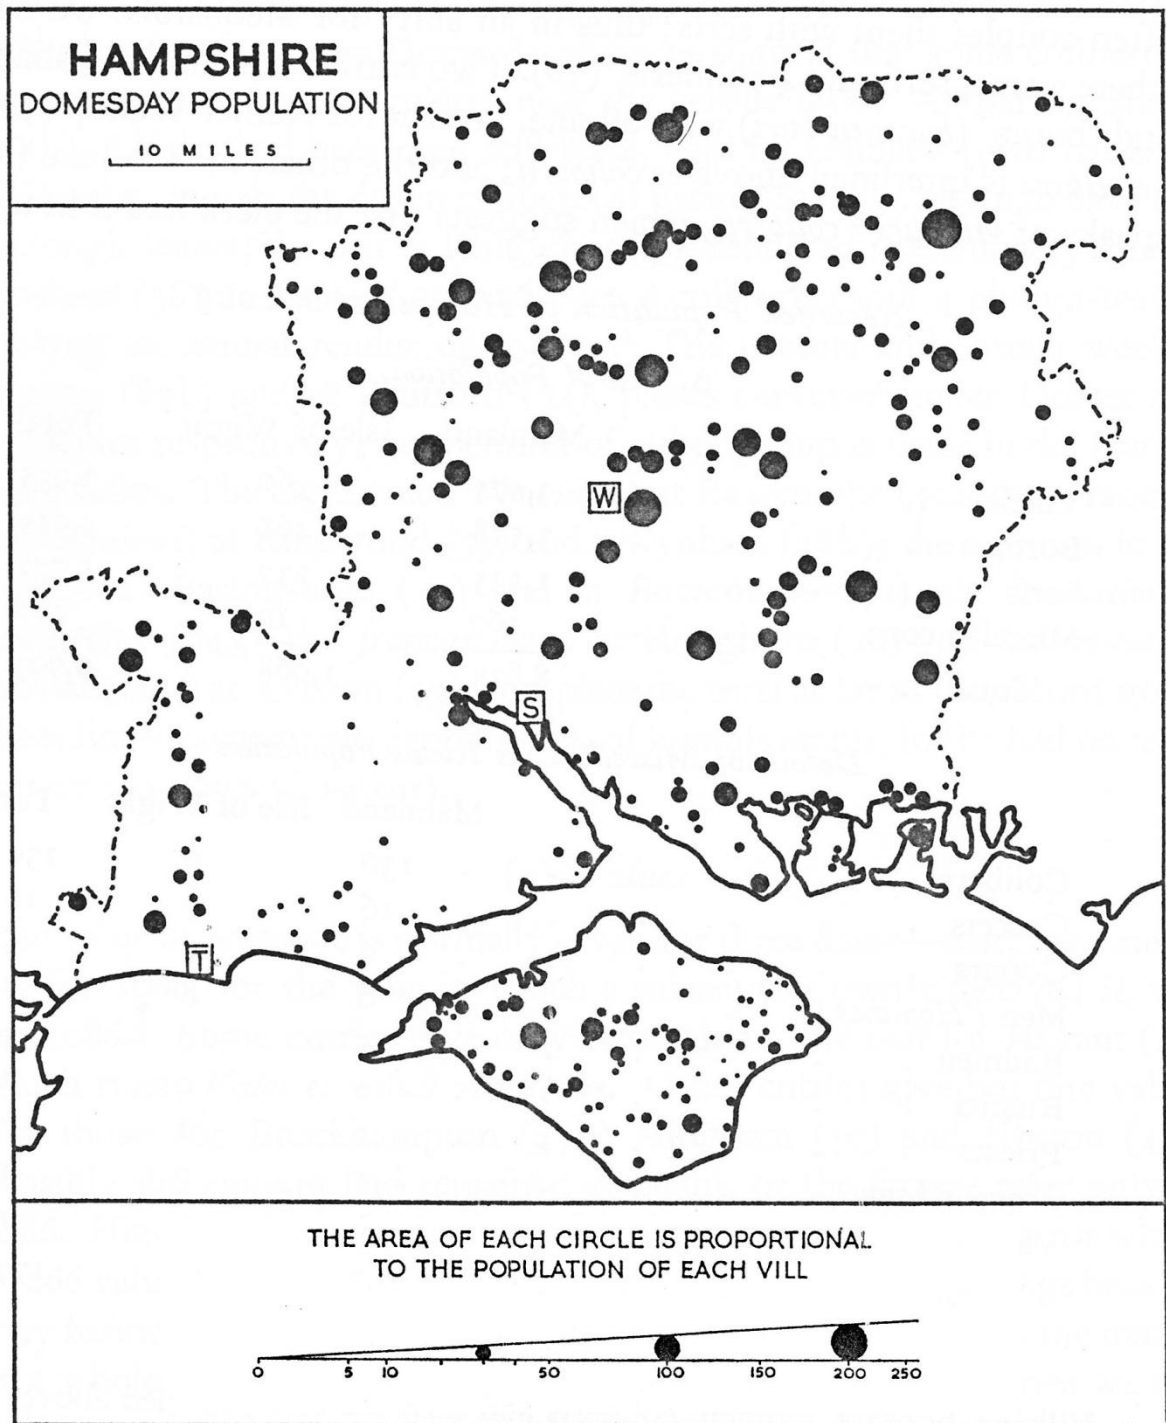 HAMPSHIRE
DOMESDAY POPULATION
10 MILES
W
S
T
THE AREA OF EACH CIRCLE IS PROPORTIONAL
TO THE POPULATION OF EACH VILL
0 5 10 50 100 150 200 250